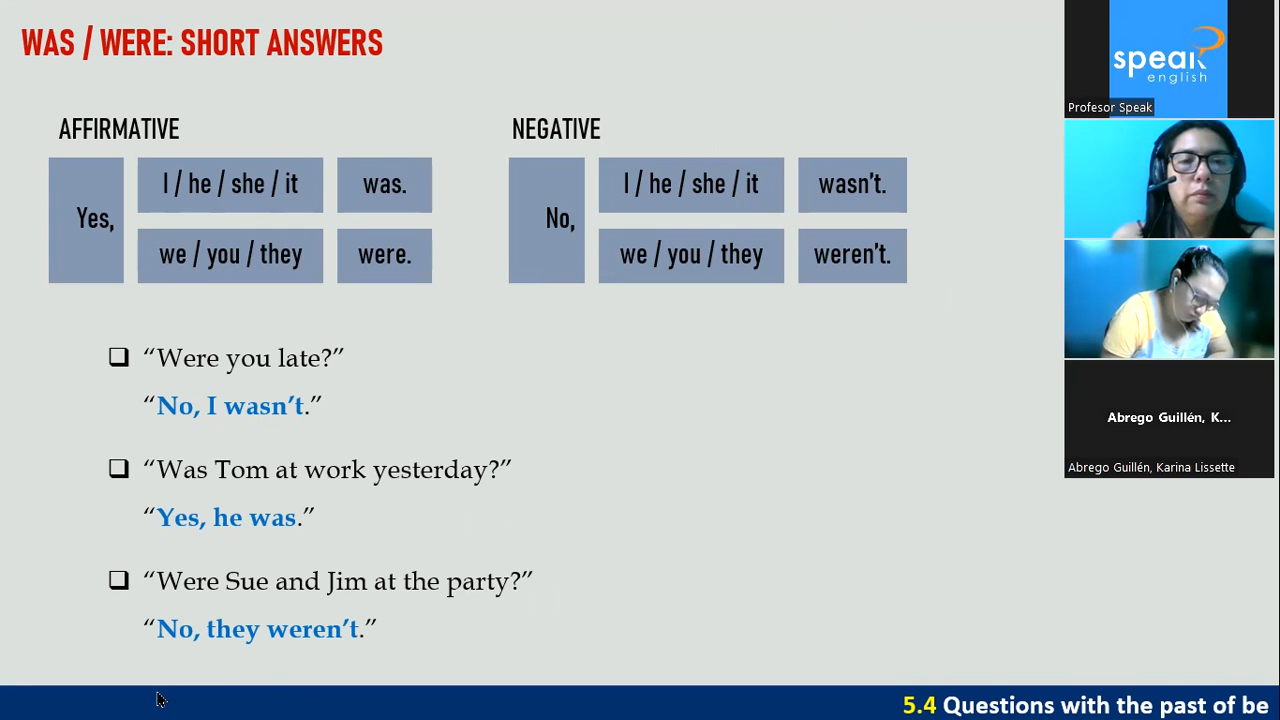 WAS / WERE: SHORT ANSWERS
AFFIRMATIVE
Yes,
I / he / she / it
was.
we / you / they
were.
NEGATIVE
No,
I / he / she / it
wasn’t.
we / you / they
weren’t.
❑ “Were you late?”
“No, I wasn’t.”
❑ “Was Tom at work yesterday?”
“Yes, he was.”
❑ “Were Sue and Jim at the party?”
“No, they weren’t.”
5.4 Questions with the past of be
speak
english
Profesor Speak
Abrego Guillén, K...
Abrego Guillén, Karina Lissette